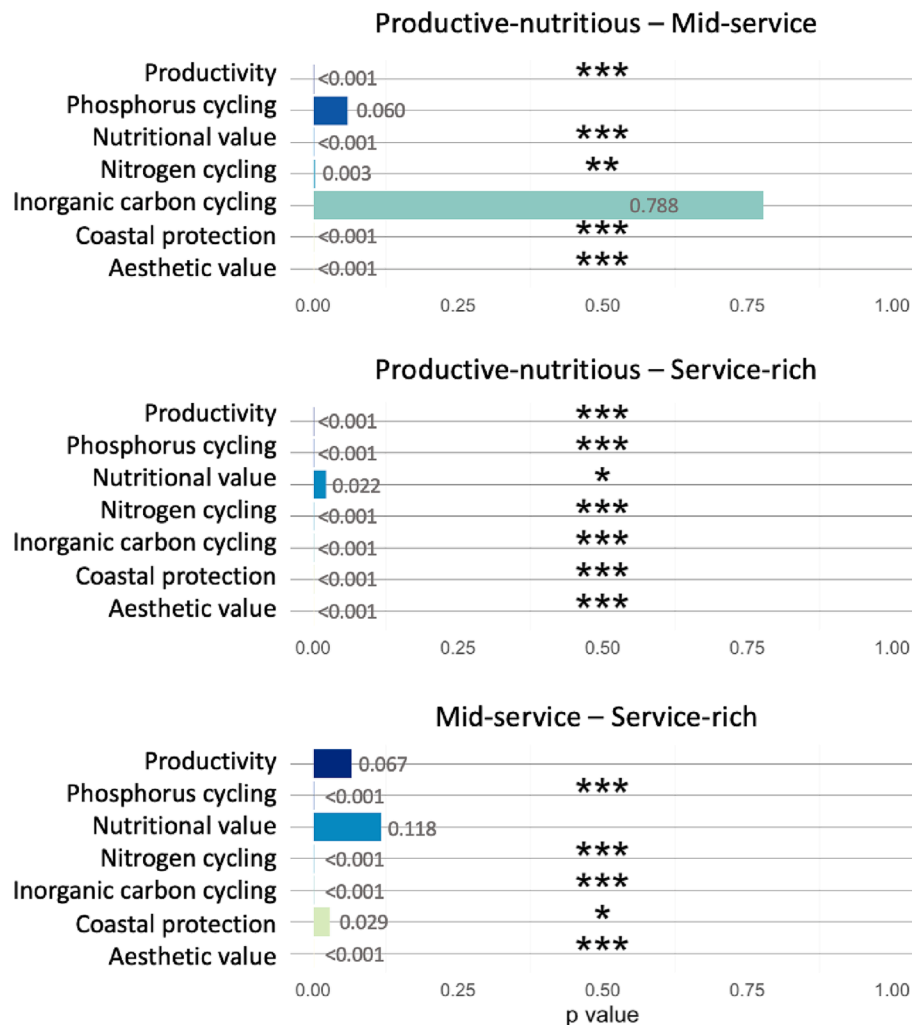 Productive-nutritious – Mid-service
Productivity <0.001 ***
Phosphorus cycling 0.060
Nutritional value <0.001 ***
Nitrogen cycling 0.003 **
Inorganic carbon cycling 0.788
Coastal protection <0.001 ***
Aesthetic value <0.001 ***
0.00 0.25 0.50 0.75 1.00
Productive-nutritious – Service-rich
Productivity <0.001 ***
Phosphorus cycling <0.001 ***
Nutritional value 0.022 *
Nitrogen cycling <0.001 ***
Inorganic carbon cycling <0.001 ***
Coastal protection <0.001 ***
Aesthetic value <0.001 ***
0.00 0.25 0.50 0.75 1.00
Mid-service – Service-rich
Productivity 0.067
Phosphorus cycling <0.001 ***
Nutritional value 0.118
Nitrogen cycling <0.001 ***
Inorganic carbon cycling <0.001 ***
Coastal protection 0.029 *
Aesthetic value <0.001 ***
0.00 0.25 0.50 0.75 1.00
p value